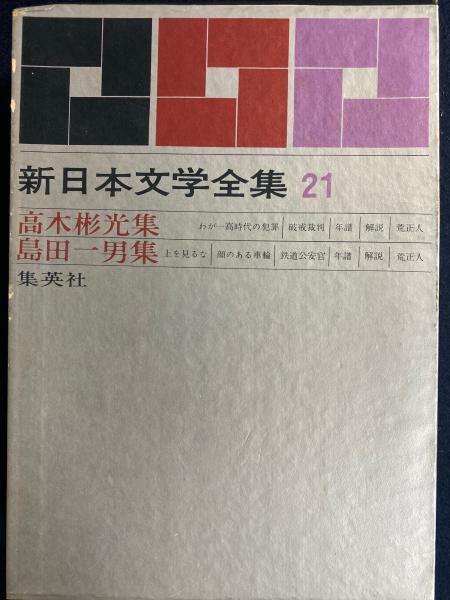 新日本文学全集 21
高木彬光集 わが一高時代の犯罪 破戒裁判 年譜 解説 荒正人
島田一男集 上を見るな 顔のある車輪 鉄道公安官 年譜 解説 荒正人
集英社